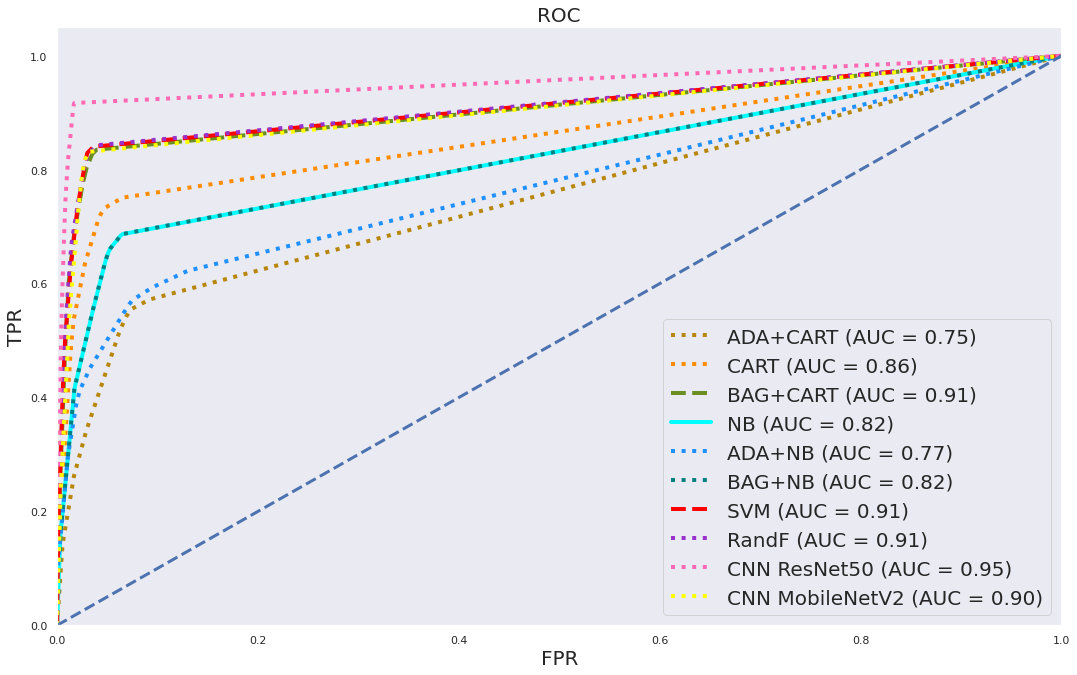 ROC
1.0
0.8
0.6
0.4
0.2
0.0
TPR
0.0 0.2 0.4 0.6 0.8 1.0
FPR
ADA+CART (AUC = 0.75)
CART (AUC = 0.86)
BAG+CART (AUC = 0.91)
NB (AUC = 0.82)
ADA+NB (AUC = 0.77)
BAG+NB (AUC = 0.82)
SVM (AUC = 0.91)
RandF (AUC = 0.91)
CNN ResNet50 (AUC = 0.95)
CNN MobileNetV2 (AUC = 0.90)